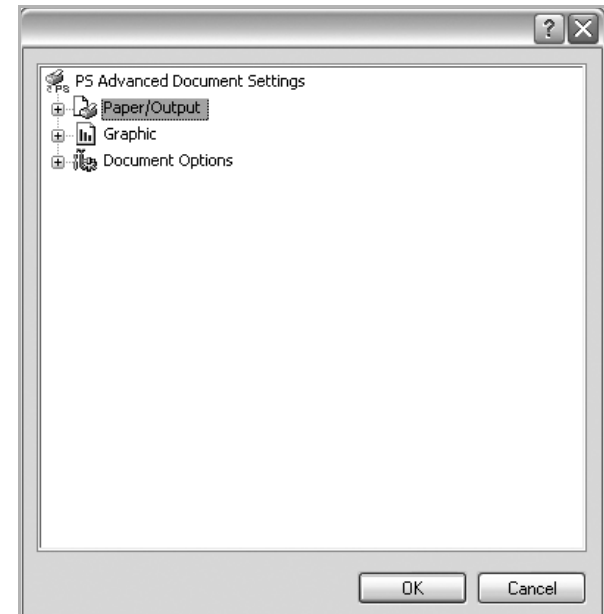 PS Advanced Document Settings
Paper/Output
Graphic
Document Options
OK Cancel